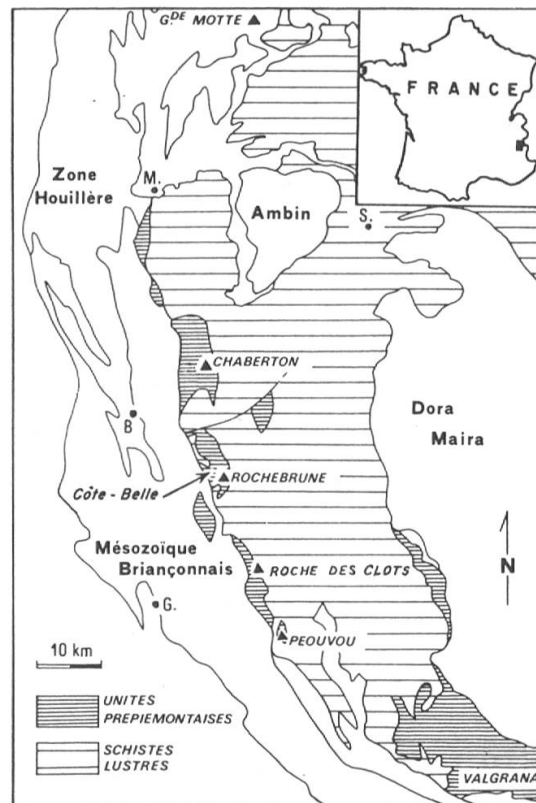 GDE MOTTE
FRANCE
Zone
Houillère
M.
Ambin
S.
CHABERTON
Dora
Maira
B
Côte-Belle
ROCHEBRUNE
Mésozoïque
Briançonnais
ROCHE DES CLOTS
N
G.
PEOUVOU
10 km
UNITES
PREPIEMONTAISES
SCHISTES
LUSTRES
VALGRANA